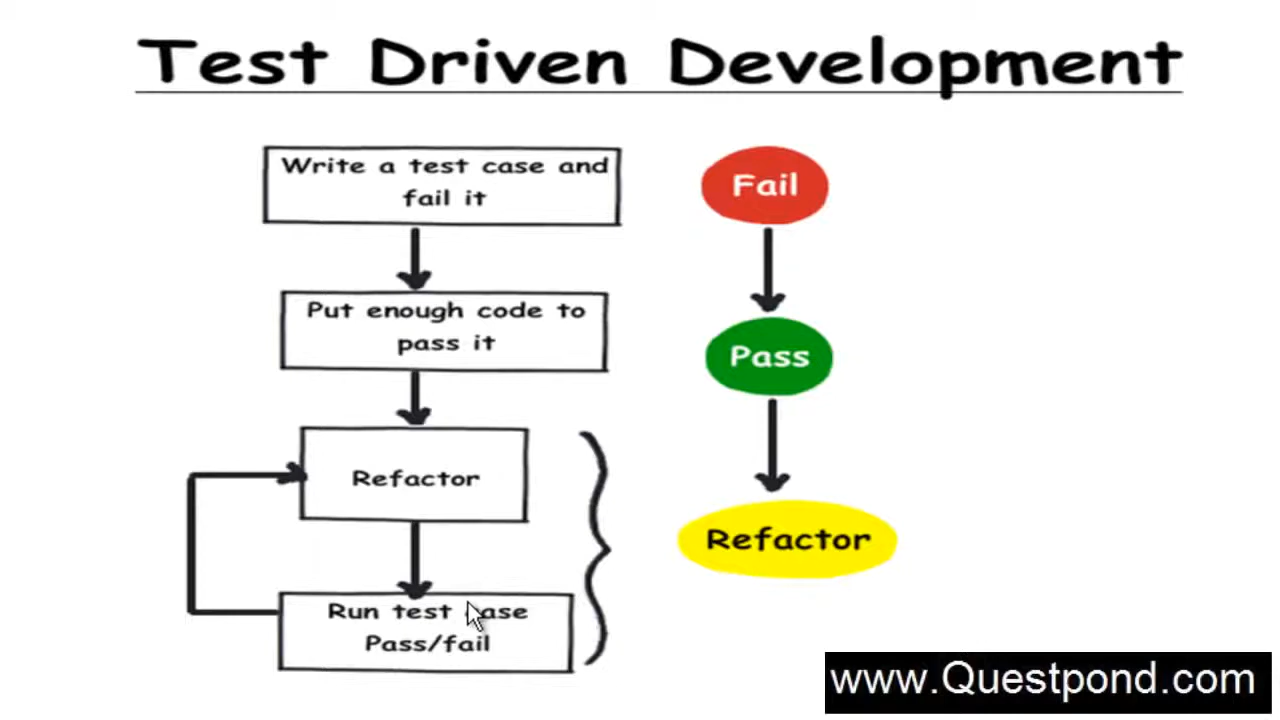 Test Driven Development
Write a test case and
fail it
Put enough code to
pass it
Refactor
Run test case
Pass/fail
Fail
Pass
Refactor
www.Questpond.com